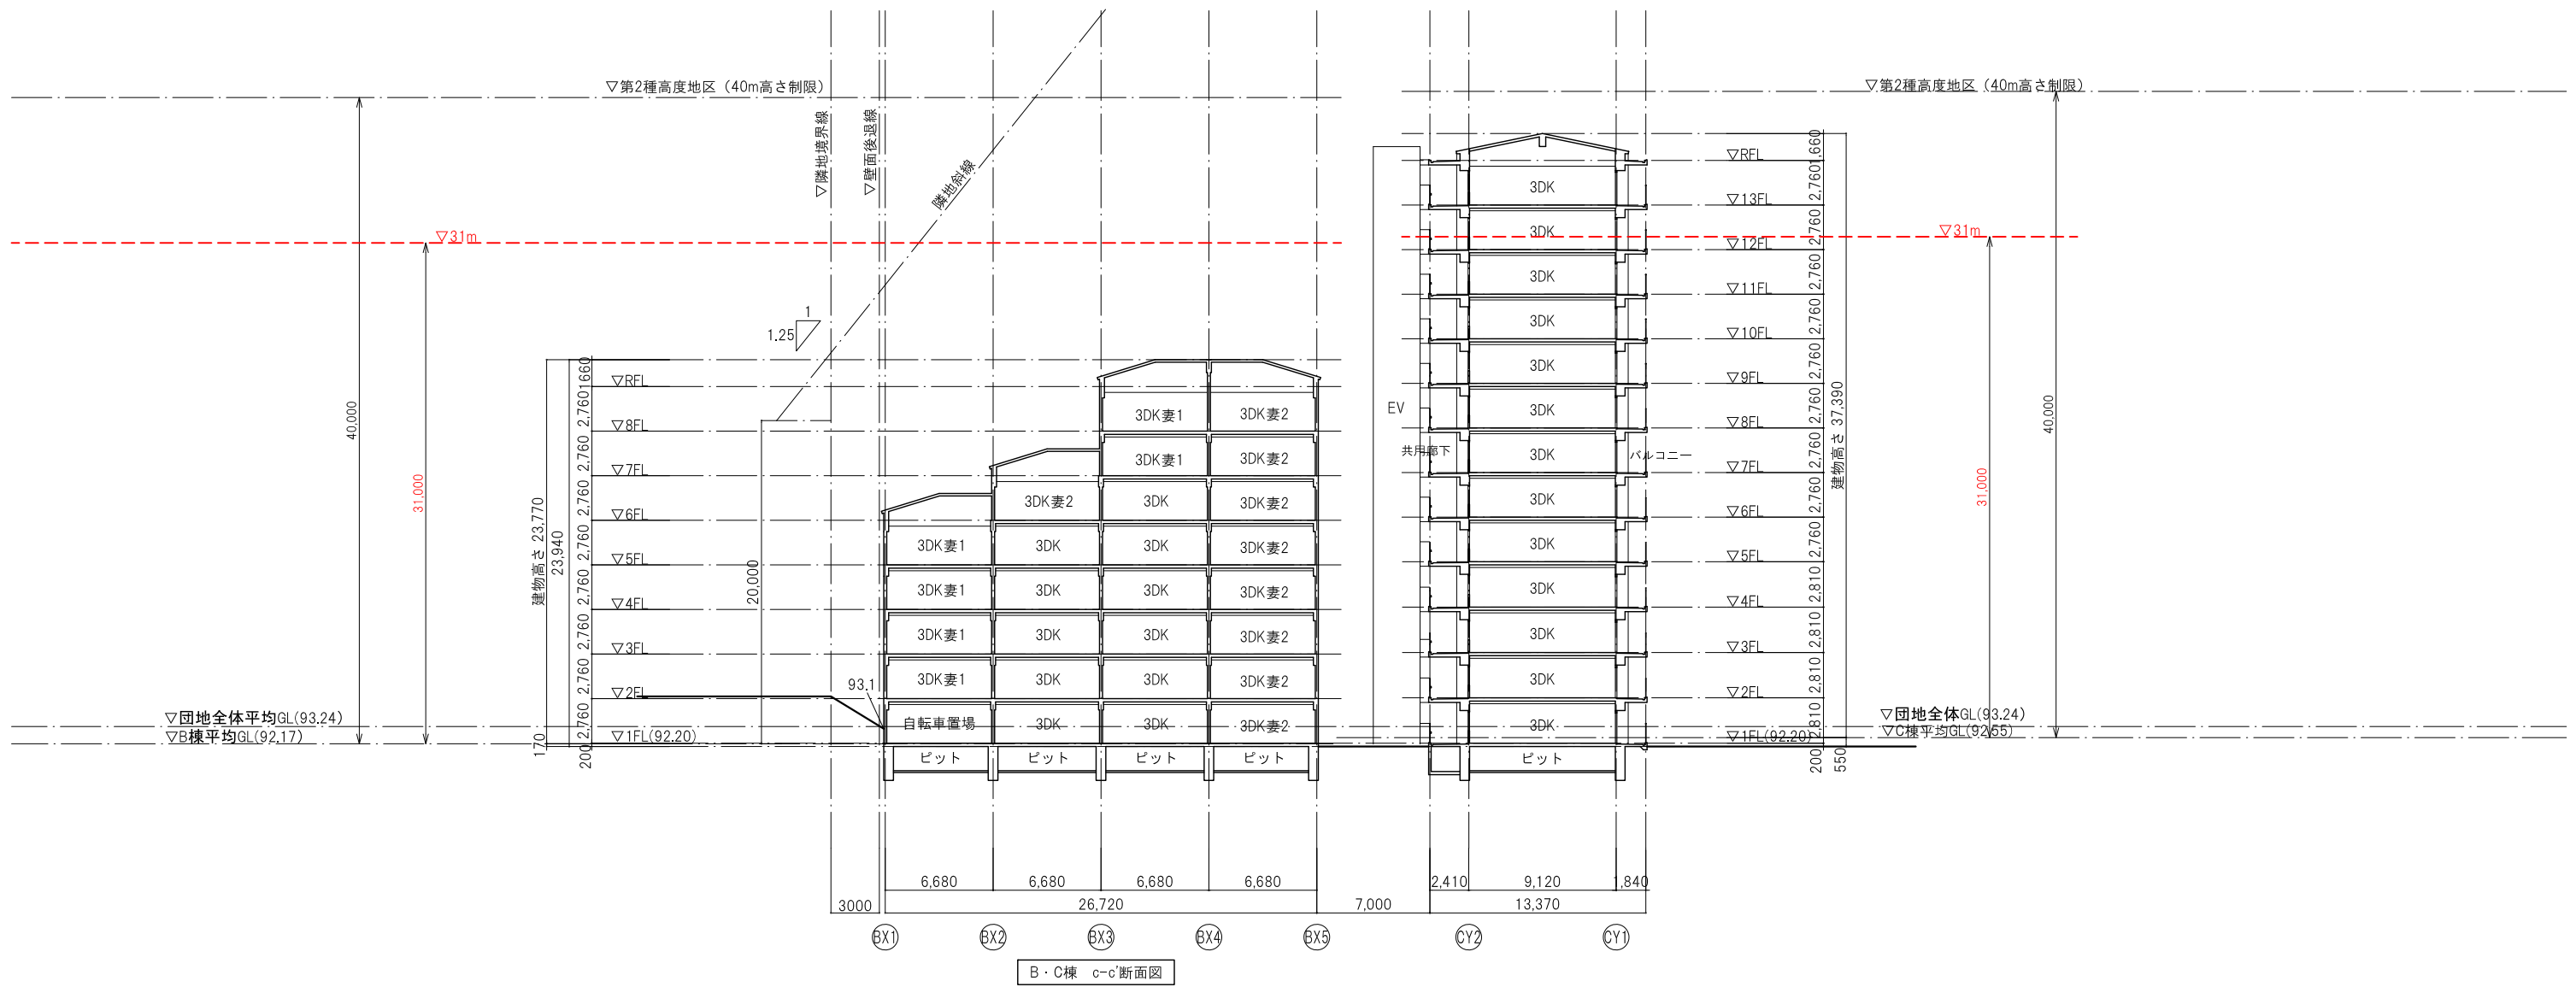 ▽第2種高度地区（40m高さ制限）
▽隣地境界線
▽壁面後退線
隣地斜線
▽31m
1
1.25
40,000
31,000
建物高さ 23,770
23,940
1660
2,760
2,760
2,760
2,760
2,760
2,760
2,760
2,760
170
200
20,000
▽RFL
▽8FL
▽7FL
▽6FL
▽5FL
▽4FL
▽3FL
▽2FL
▽1FL(92.20)
93.1
▽団地全体平均GL(93.24)
▽B棟平均GL(92.17)
3DK妻1 3DK妻2
3DK妻1 3DK妻2
3DK妻2 3DK 3DK妻2
3DK妻1 3DK 3DK 3DK妻2
3DK妻1 3DK 3DK 3DK妻2
3DK妻1 3DK 3DK 3DK妻2
3DK妻1 3DK 3DK 3DK妻2
自転車置場 3DK 3DK 3DK妻2
ピット ピット ピット ピット
▽第2種高度地区（40m高さ制限）
▽31m
EV
共用廊下
バルコニー
3DK
3DK
3DK
3DK
3DK
3DK
3DK
3DK
3DK
3DK
3DK
3DK
3DK
ピット
▽RFL
▽13FL
▽12FL
▽11FL
▽10FL
▽9FL
▽8FL
▽7FL
▽6FL
▽5FL
▽4FL
▽3FL
▽2FL
▽1FL(92.20)
1,660
2,760
2,760
2,760
2,760
2,760
2,760
2,760
2,760
2,760
2,810
2,810
2,810
2,810
200
550
建物高さ 37,390
31,000
40,000
▽団地全体GL(93.24)
▽C棟平均GL(92.55)
6,680 6,680 6,680 6,680 2,410 9,120 1,840
3000 26,720 7,000 13,370
BX1 BX2 BX3 BX4 BX5 CY2 CY1
B・C棟 c-c'断面図